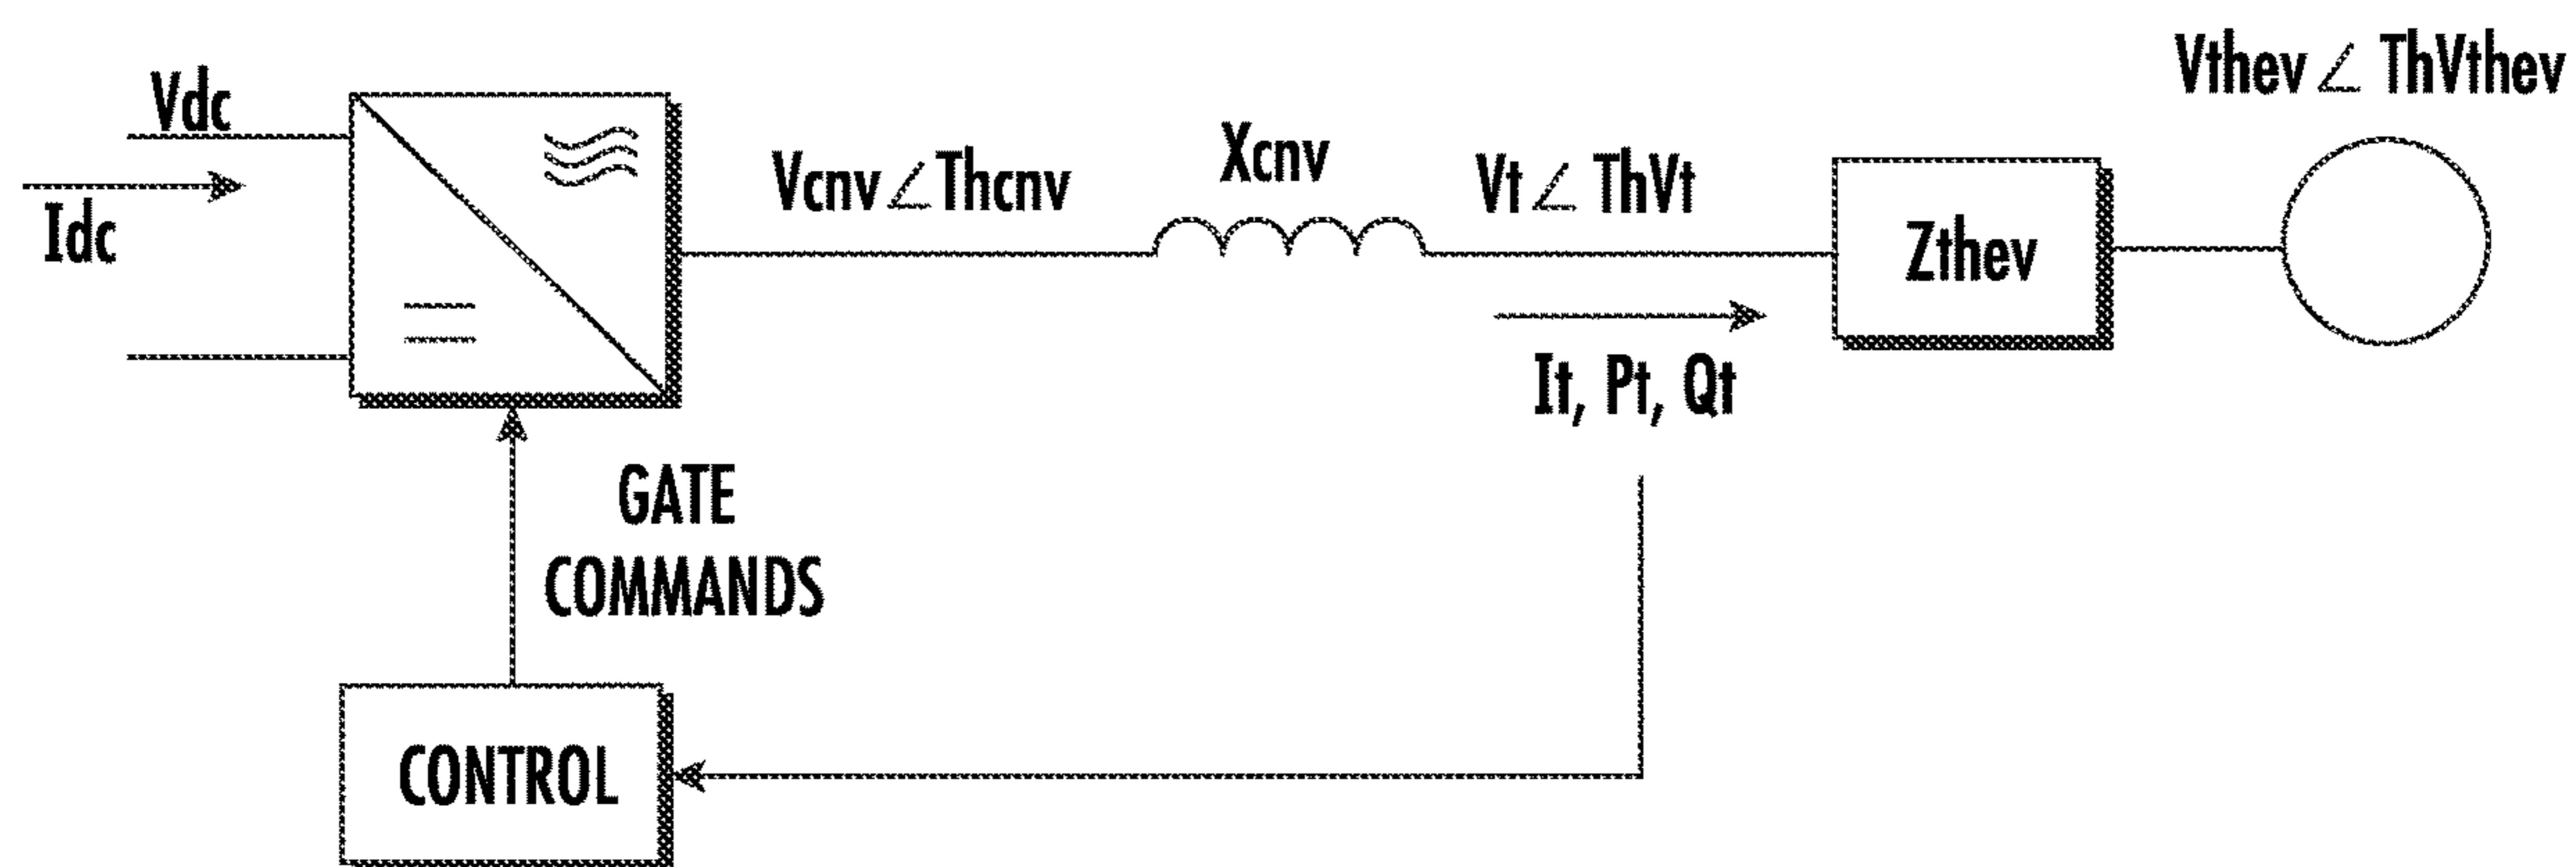 Vthev∠ ThVthev
Vdc
Idc
Vcnv∠Thcnv
Xcnv
Vt∠ ThVt
Zthev
It, Pt, Qt
GATE
COMMANDS
CONTROL